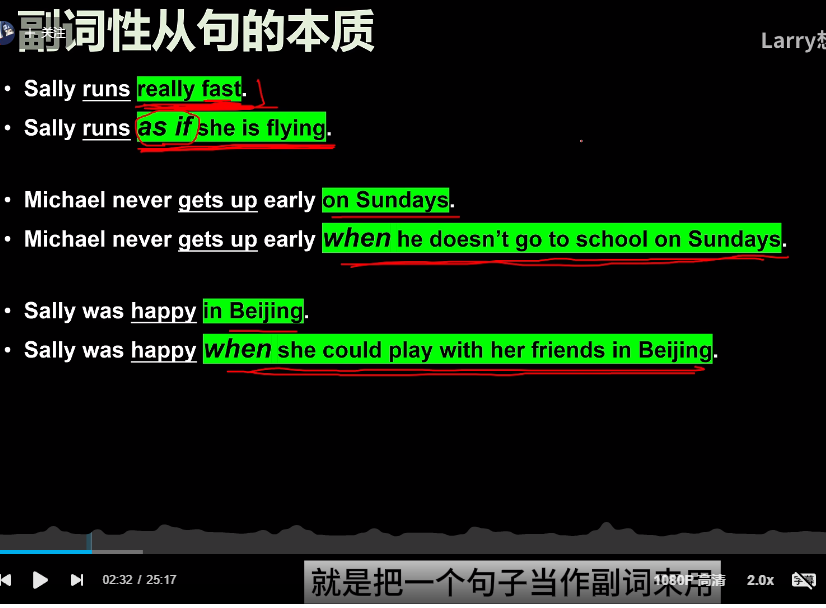 副词性从句的本质
+ 关注
Larry想
• Sally runs really fast.
• Sally runs as if she is flying.
• Michael never gets up early on Sundays.
• Michael never gets up early when he doesn’t go to school on Sundays.
• Sally was happy in Beijing.
• Sally was happy when she could play with her friends in Beijing.
就是把一个句子当作副词来用
02:32 / 25:17
1080P 高清
2.0x